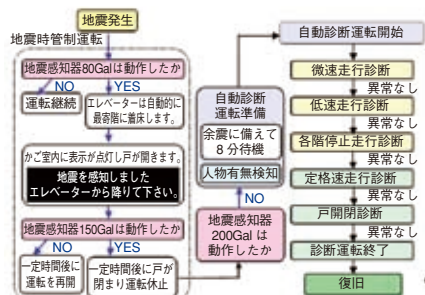 地震発生
地震時管制運転
地震感知器80Galは動作したか
NO
YES
運転継続
エレベーターは自動的に
最寄階に着床します。
かご室内に表示が点灯し戸が開きます。
地震を感知しました
エレベーターから降りて下さい。
地震感知器150Galは動作したか
NO
YES
一定時間後に
運転を再開
一定時間後に戸が
閉まり運転休止
地震感知器
200Galは
動作したか
NO
自動診断
運転準備
余震に備えて
8分待機
人物有無検知
自動診断運転開始
微速走行診断
異常なし
低速走行診断
異常なし
各階停止走行診断
異常なし
定格速走行診断
異常なし
戸開閉診断
異常なし
診断運転終了
復旧